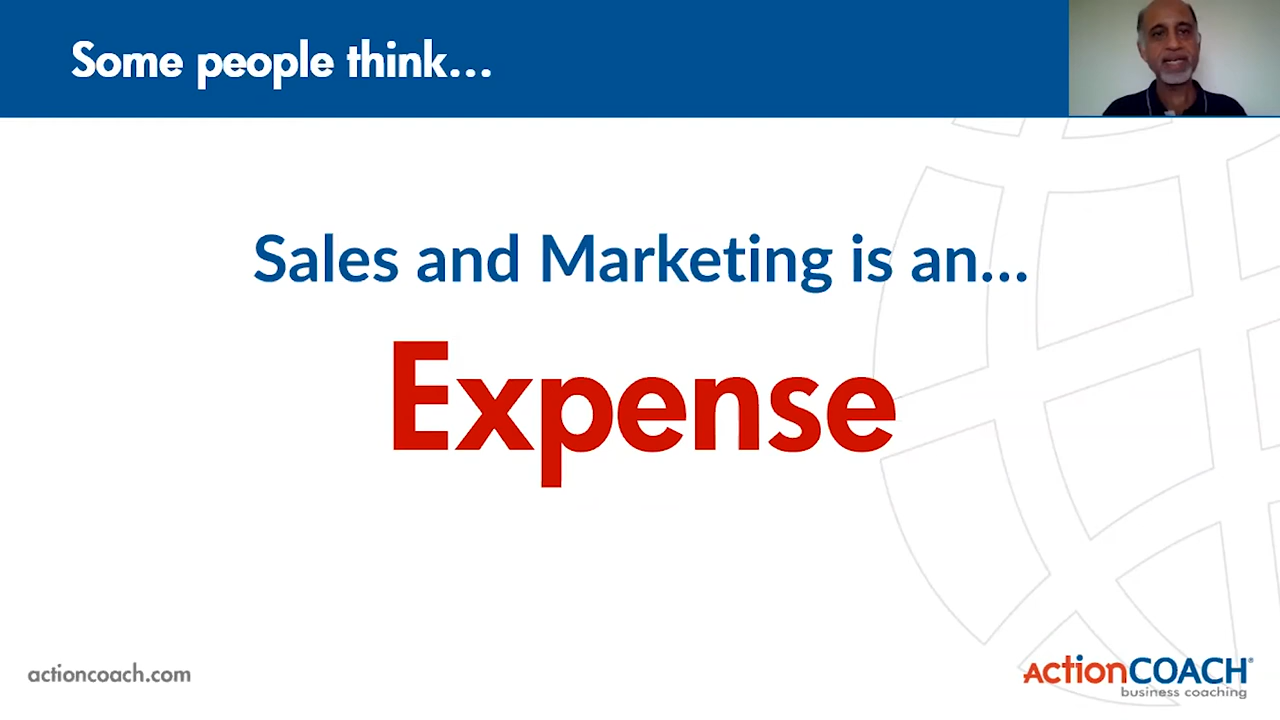 Some people think...
Sales and Marketing is an...
Expense
actioncoach.com
actionCOACH®
business coaching